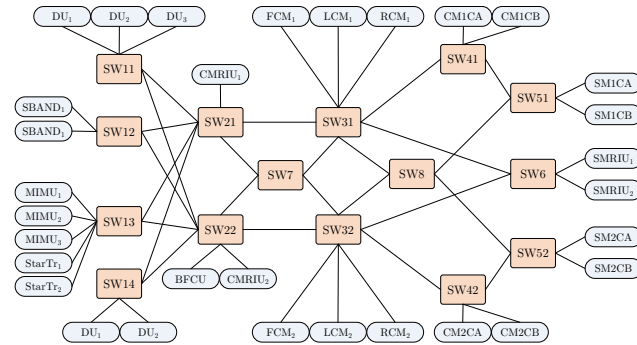 DU₁ DU₂ DU₃ FCM₁ LCM₁ RCM₁ CM1CA CM1CB
SW11 CMRIU₁ SW41
SBAND₁ SW51 SM1CA
SBAND₁ SW12 SW21 SW31 SM1CB
SMRIU₁
SW7 SW8 SW6
MIMU₁ SMRIU₂
MIMU₂ SW13 SW22 SW32
MIMU₃ SM2CA
StarTr₁ SW52
StarTr₂ SW14 BFCU CMRIU₂ SW42 SM2CB
DU₁ DU₂ FCM₂ LCM₂ RCM₂ CM2CA CM2CB